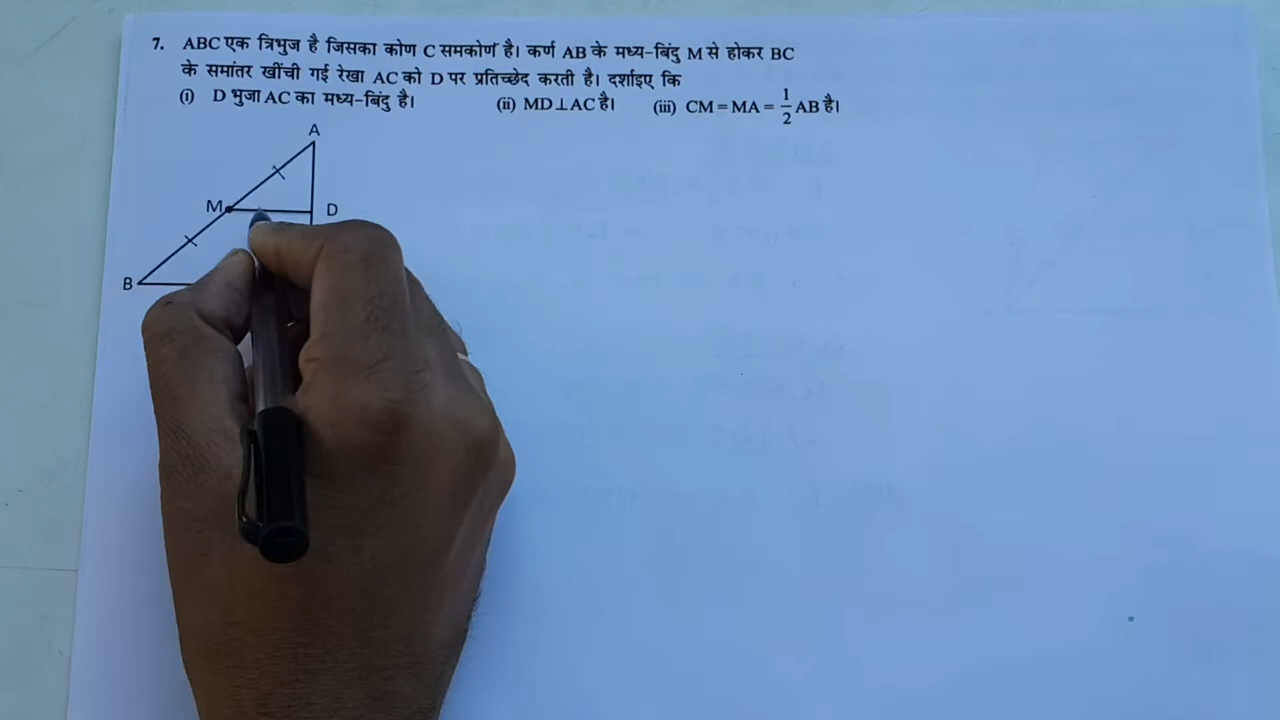 7. ABC एक त्रिभुज है जिसका कोण C समकोण है। कर्ण AB के मध्य-बिंदु M से होकर BC
के समांतर खींची गई रेखा AC को D पर प्रतिच्छेद करती है। दर्शाइए कि
(i) D भुजा AC का मध्य-बिंदु है। (ii) MD ⊥ AC है। (iii) CM = MA = 1/2 AB है।
A
M D
B